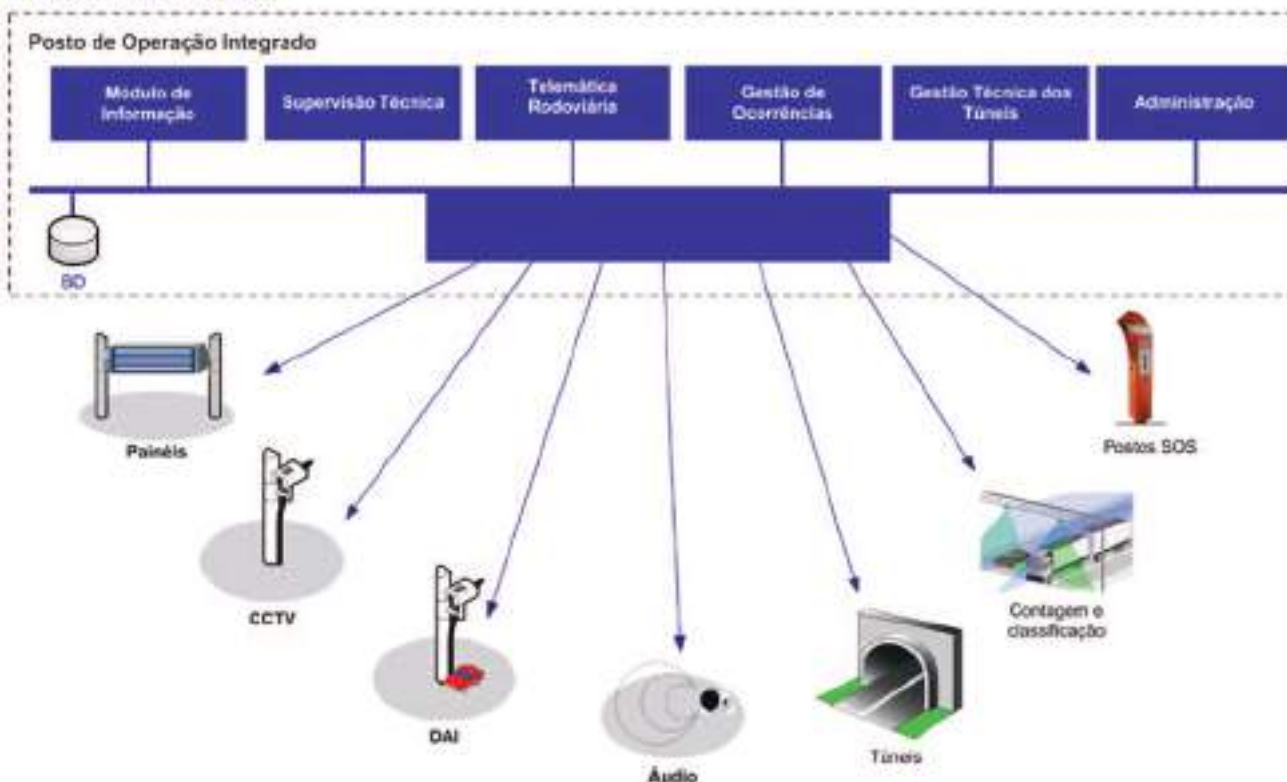 Posto de Operação Integrado
Módulo de
Informação
Supervisão Técnica
Telemática
Rodoviária
Gestão de
Ocorrências
Gestão Técnica dos
Túneis
Administração
BD
Painéis
CCTV
DAI
Áudio
Túneis
Contagem e
classificação
Postos SOS